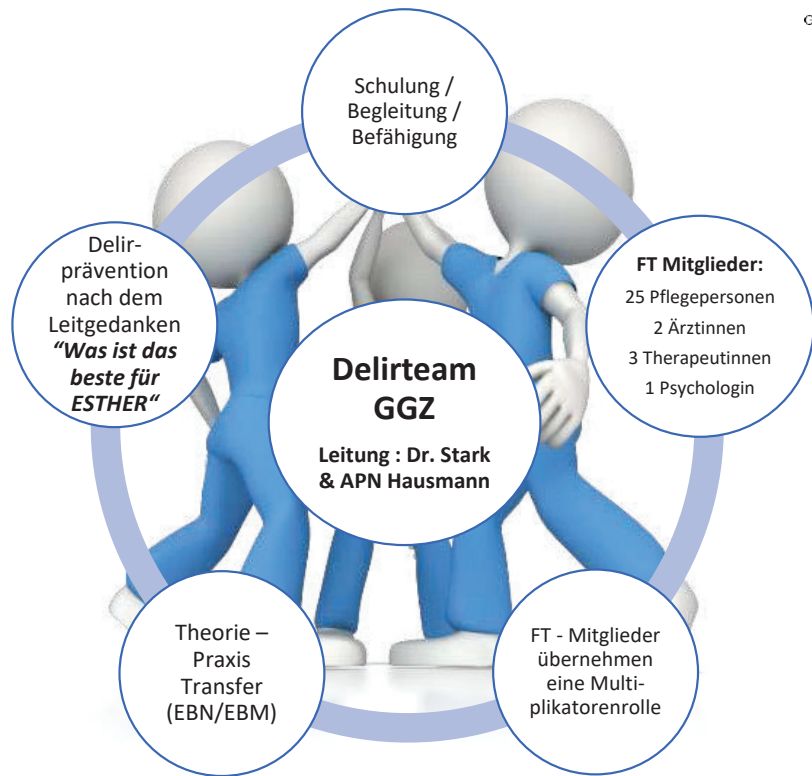 G
Schulung /
Begleitung /
Befähigung
Delir-
prävention
nach dem
Leitgedanken
“Was ist das
beste für
ESTHER“
FT Mitglieder:
25 Pflegepersonen
2 Ärztinnen
3 Therapeutinnen
1 Psychologin
Delirteam
GGZ
Leitung : Dr. Stark
& APN Hausmann
Theorie –
Praxis
Transfer
(EBN/EBM)
FT - Mitglieder
übernehmen
eine Multi-
plikatorenrolle